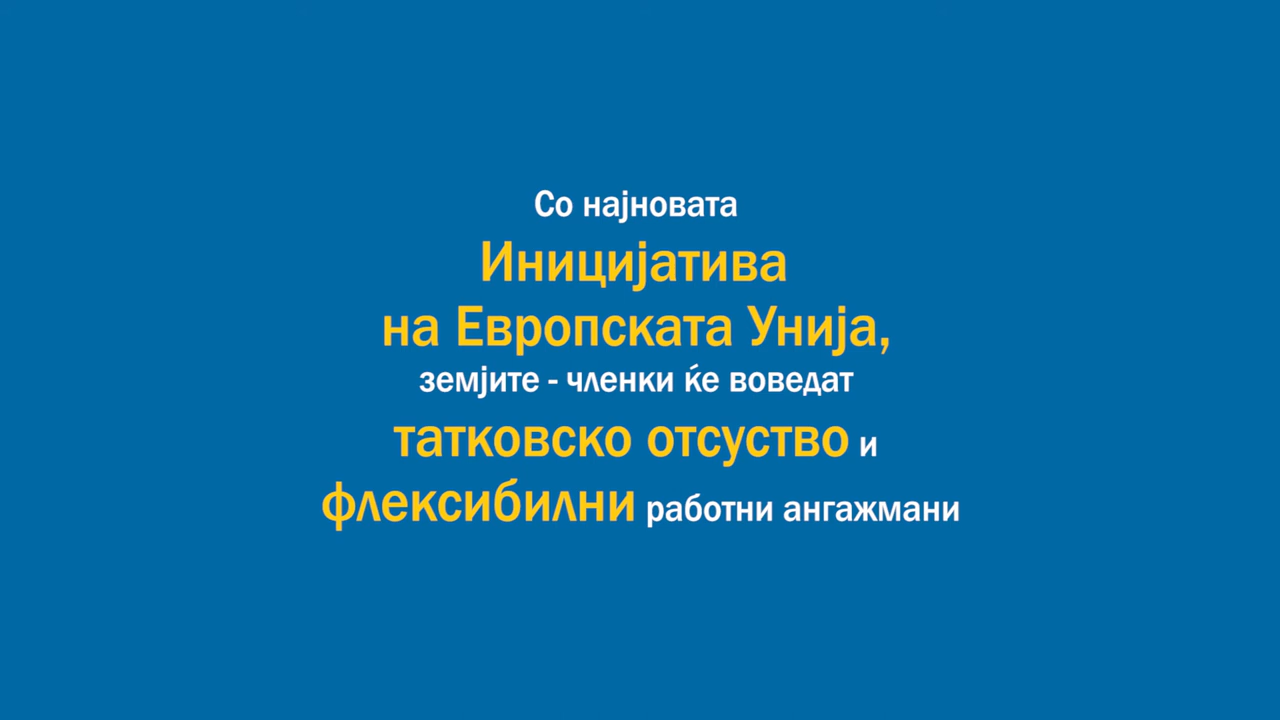 Со најновата
Иницијатива
на Европската Унија,
земјите - членки ќе воведат
татковско отсуство и
флексибилни работни ангажмани